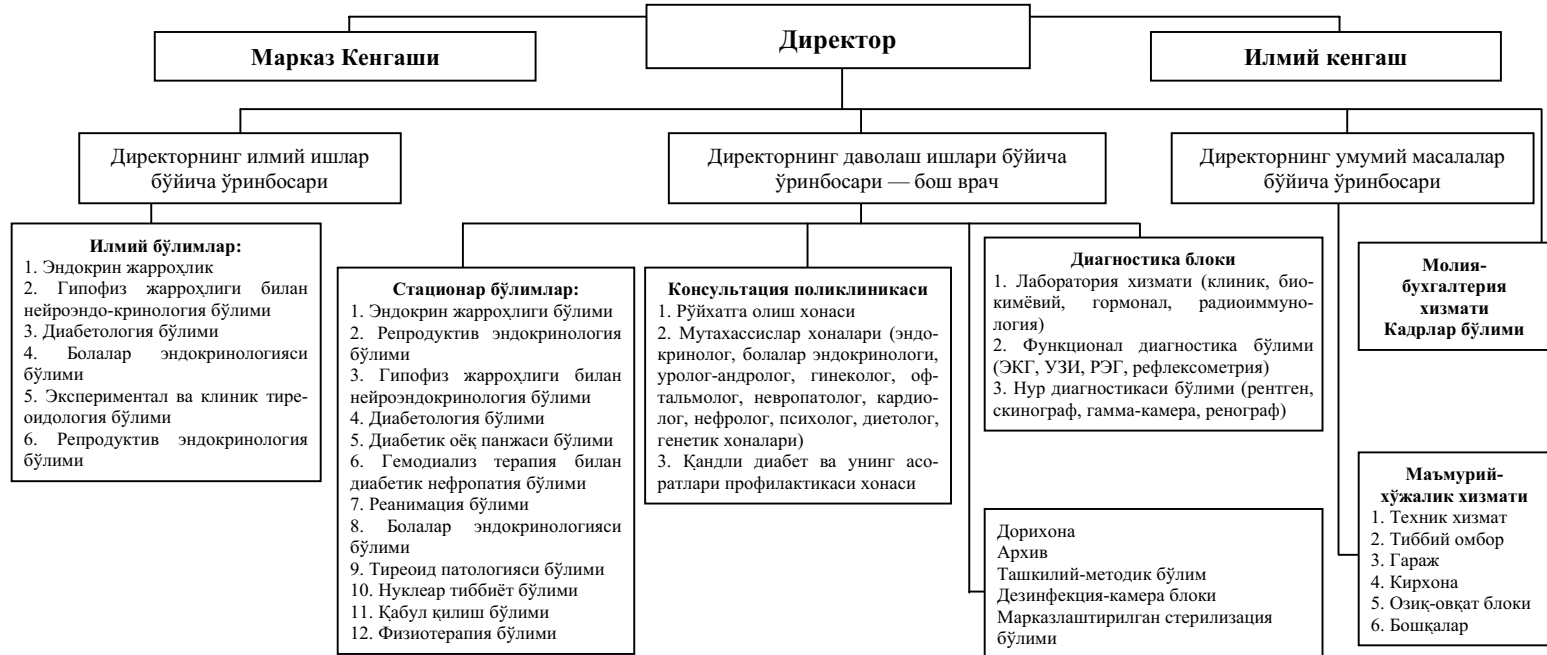 Директор
Марказ Кенгаши
Илмий кенгаш
Директорнинг илмий ишлар
бўйича ўринбосари
Директорнинг даволаш ишлари бўйича
ўринбосари — бош врач
Директорнинг умумий масалалар
бўйича ўринбосари
Илмий бўлимлар:
1. Эндокрин жарроҳлик
2. Гипофиз жарроҳлиги билан
нейроэндо-кринология бўлими
3. Диабетология бўлими
4. Болалар эндокринологияси
бўлими
5. Экспериментал ва клиник тире-
оидология бўлими
6. Репродуктив эндокринология
бўлими
Стационар бўлимлар:
1. Эндокрин жарроҳлиги бўлими
2. Репродуктив эндокринология
бўлими
3. Гипофиз жарроҳлиги билан
нейроэндокринология бўлими
4. Диабетология бўлими
5. Диабетик оёқ панжаси бўлими
6. Гемодиализ терапия билан
диабетик нефропатия бўлими
7. Реанимация бўлими
8. Болалар эндокринологияси
бўлими
9. Тиреоид патологияси бўлими
10. Нуклеар тиббиёт бўлими
11. Қабул қилиш бўлими
12. Физиотерапия бўлими
Консультация поликлиникаси
1. Рўйхатга олиш хонаси
2. Мутахассислар хоналари (эндо-
кринолог, болалар эндокринологи,
уролог-андролог, гинеколог, оф-
тальмолог, невропатолог, кардио-
лог, нефролог, психолог, диетолог,
генетик хоналари)
3. Қандли диабет ва унинг асо-
ратлари профилактикаси хонаси
Диагностика блоки
1. Лаборатория хизмати (клиник, био-
кимёвий, гормонал, радиоиммуно-
логия)
2. Функционал диагностика бўлими
(ЭКГ, УЗИ, РЭГ, рефлексометрия)
3. Нур диагностикаси бўлими (рентген,
скинограф, гамма-камера, ренограф)
Дорихона
Архив
Ташкилий-методик бўлим
Дезинфекция-камера блоки
Марказлаштирилган стерилизация
бўлими
Молия-
бухгалтерия
хизмати
Кадрлар бўлими
Маъмурий-
хўжалик хизмати
1. Техник хизмат
2. Тиббий омбор
3. Гараж
4. Кирхона
5. Озиқ-овқат блоки
6. Бошқалар